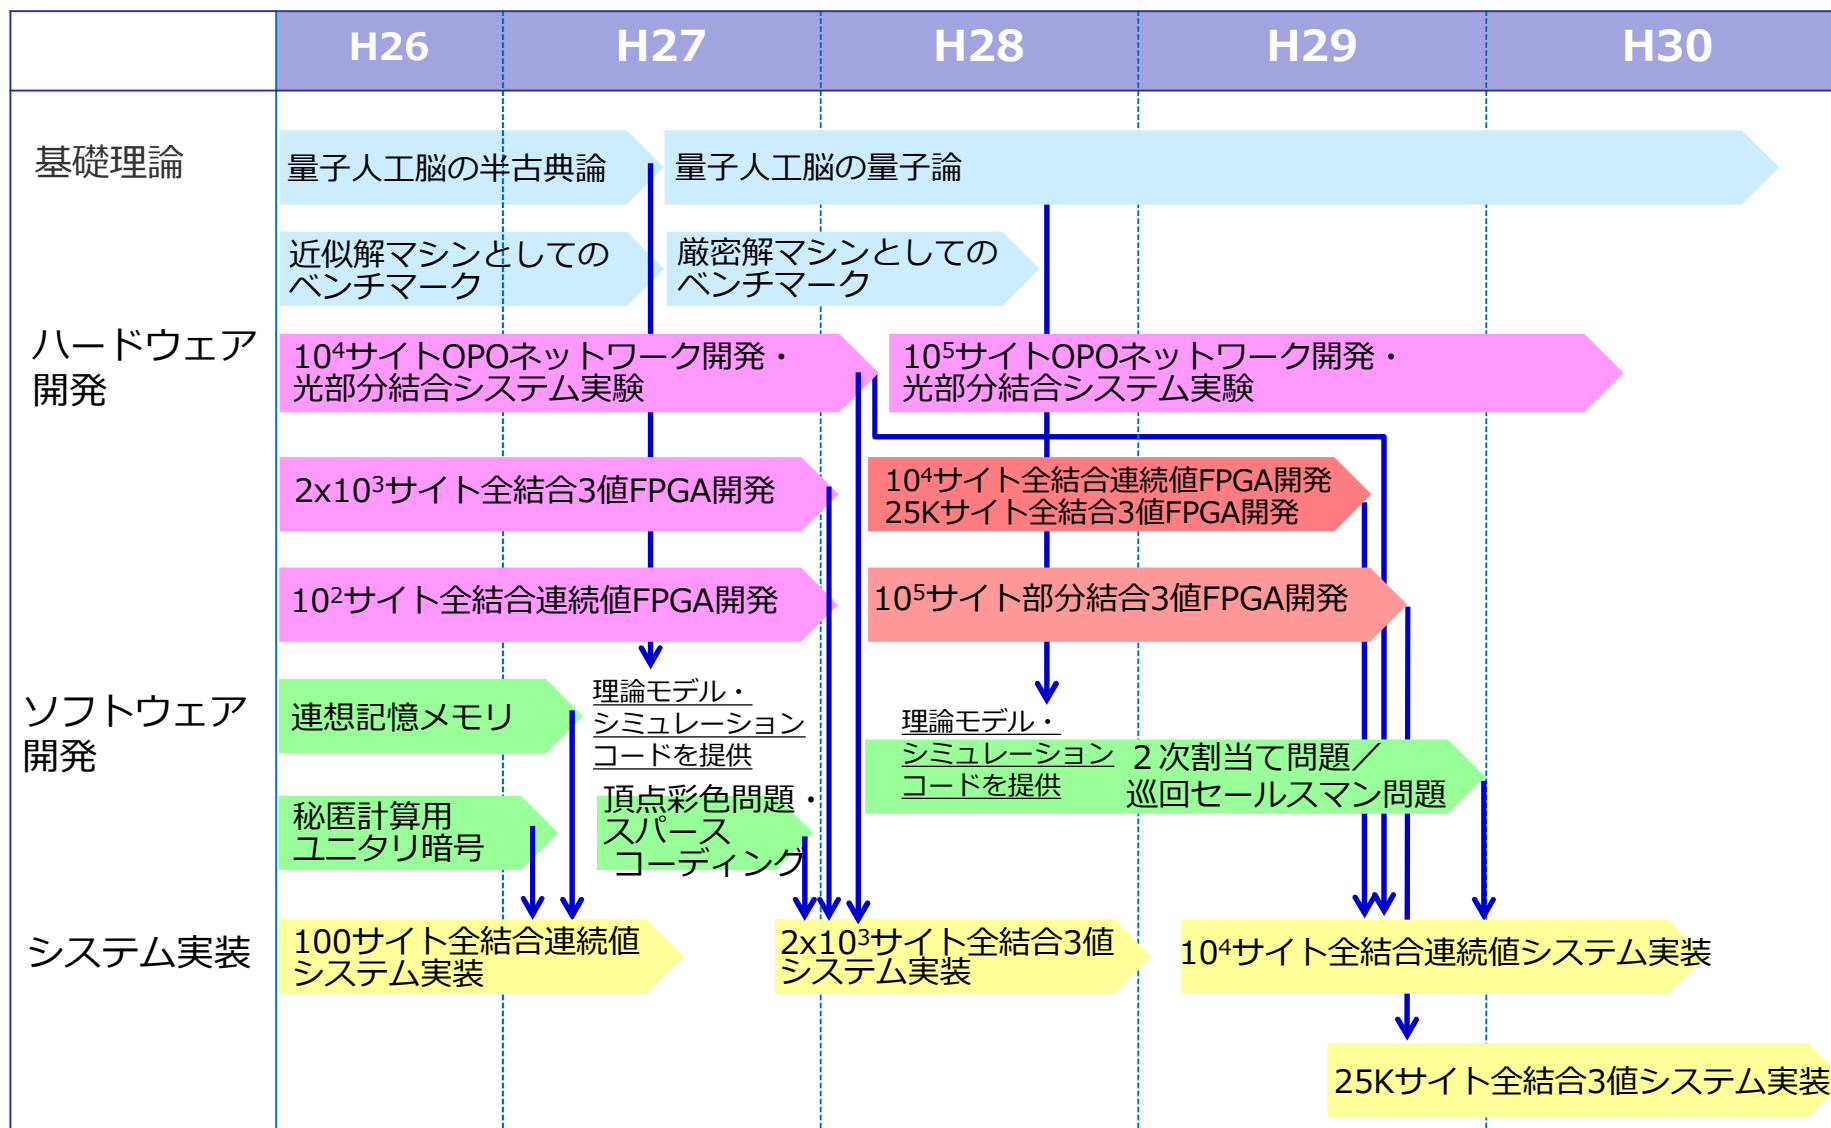 H26 H27 H28 H29 H30
基礎理論
量子人工脳の半古典論
量子人工脳の量子論
近似解マシンとしての
ベンチマーク
厳密解マシンとしての
ベンチマーク
ハードウェア
開発
10⁴サイトOPOネットワーク開発・
光部分結合システム実験
10⁵サイトOPOネットワーク開発・
光部分結合システム実験
2x10³サイト全結合3値FPGA開発
10⁴サイト全結合連続値FPGA開発
25Kサイト全結合3値FPGA開発
10²サイト全結合連続値FPGA開発
10⁵サイト部分結合3値FPGA開発
ソフトウェア
開発
連想記憶メモリ
理論モデル・
シミュレーション
コードを提供
理論モデル・
シミュレーション
コードを提供
２次割当て問題／
巡回セールスマン問題
秘匿計算用
ユニタリ暗号
頂点彩色問題・
スパース
コーディング
システム実装
100サイト全結合連続値
システム実装
2x10³サイト全結合3値
システム実装
10⁴サイト全結合連続値システム実装
25Kサイト全結合3値システム実装